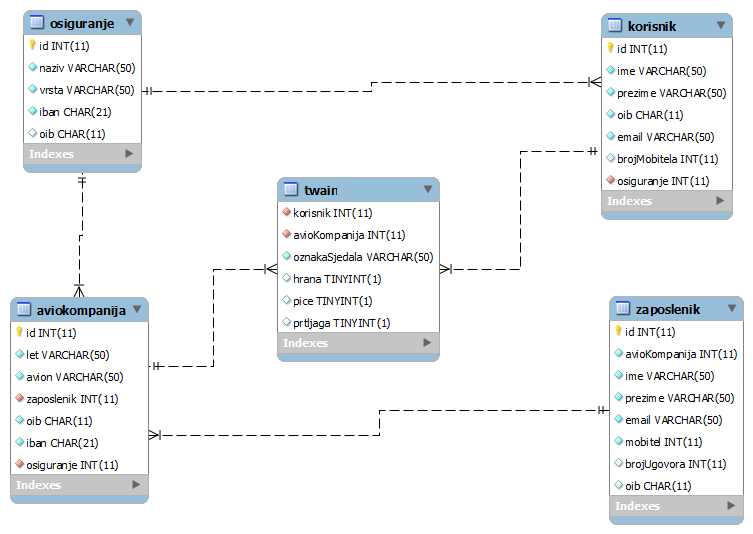 osiguranje
id INT(11)
naziv VARCHAR(50)
vrsta VARCHAR(50)
iban CHAR(21)
oib CHAR(11)
Indexes
korisnik
id INT(11)
ime VARCHAR(50)
prezime VARCHAR(50)
oib CHAR(11)
email VARCHAR(50)
brojMobitela INT(11)
osiguranje INT(11)
Indexes
twain
korisnik INT(11)
avioKompanija INT(11)
oznakaSjedala VARCHAR(50)
hrana TINYINT(1)
pice TINYINT(1)
prtljaga TINYINT(1)
Indexes
aviokompanija
id INT(11)
let VARCHAR(50)
avion VARCHAR(50)
zaposlenik INT(11)
oib CHAR(11)
iban CHAR(21)
osiguranje INT(11)
Indexes
zaposlenik
id INT(11)
avioKompanija INT(11)
ime VARCHAR(50)
prezime VARCHAR(50)
email VARCHAR(50)
mobitel INT(11)
brojUgovora INT(11)
oib CHAR(11)
Indexes